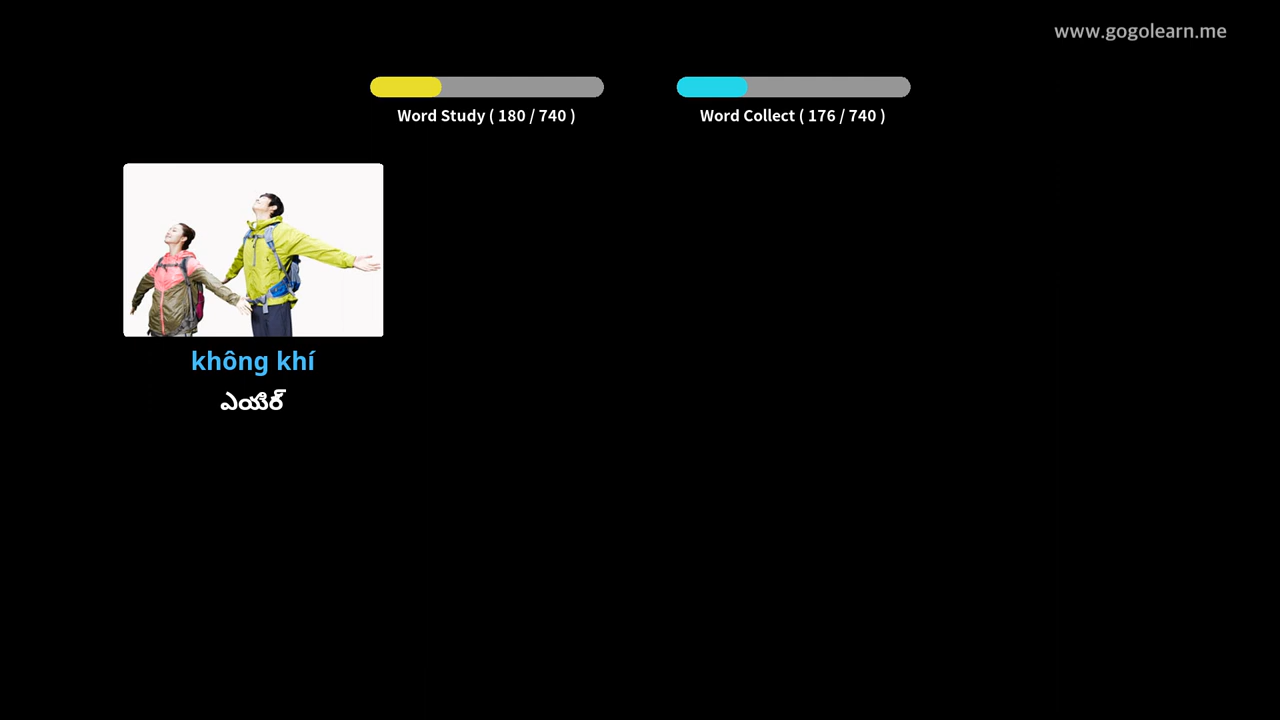 www.gogolearn.me
Word Study ( 180 / 740 )
Word Collect ( 176 / 740 )
không khí
ఎయిర్